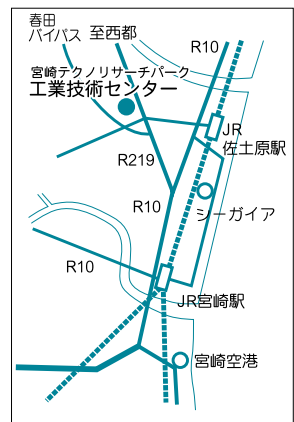 春田
バイパス
至西都
R10
宮崎テクノリサーチパーク
工業技術センター
JR
佐土原駅
R219
R10
シーガイア
R10
JR宮崎駅
宮崎空港